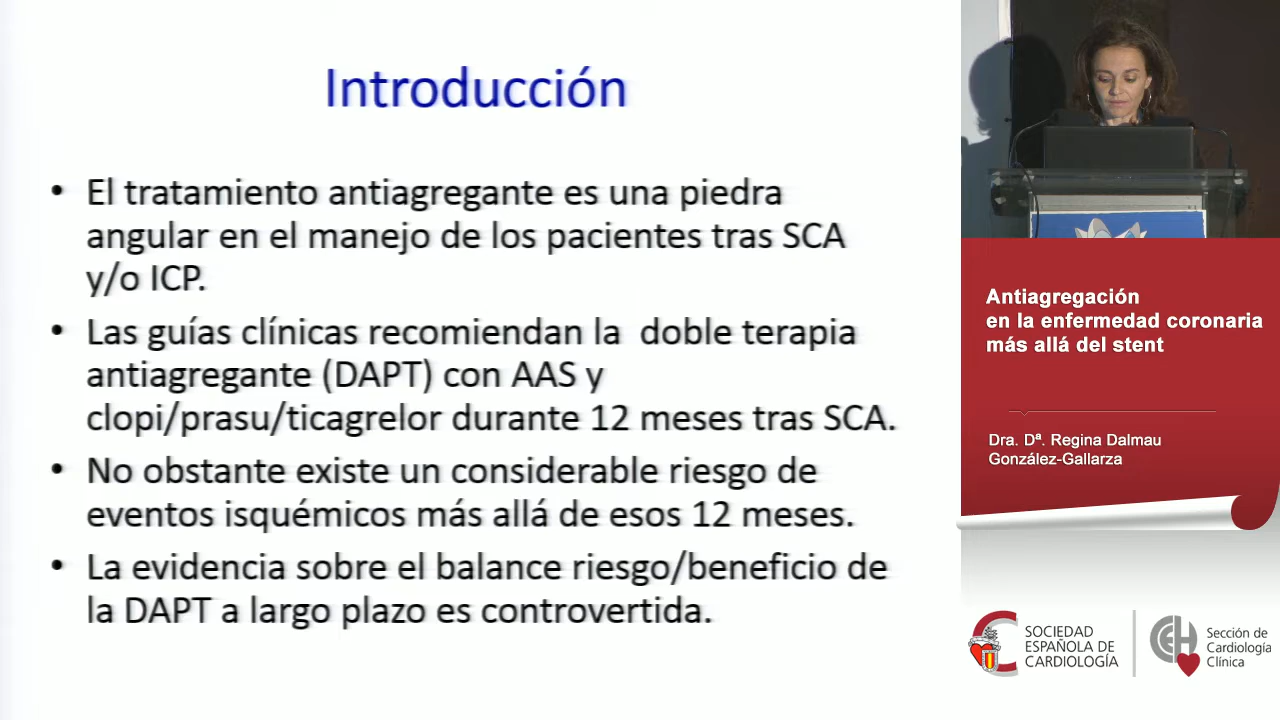 Introducción
• El tratamiento antiagregante es una piedra
angular en el manejo de los pacientes tras SCA
y/o ICP.
• Las guías clínicas recomiendan la doble terapia
antiagregante (DAPT) con AAS y
clopi/prasu/ticagrelor durante 12 meses tras SCA.
• No obstante existe un considerable riesgo de
eventos isquémicos más allá de esos 12 meses.
• La evidencia sobre el balance riesgo/beneficio de
la DAPT a largo plazo es controvertida.
Antiagregación
en la enfermedad coronaria
más allá del stent
Dra. Dª. Regina Dalmau
González-Gallarza
SOCIEDAD
ESPAÑOLA DE
CARDIOLOGÍA
Sección de
Cardiología
Clínica